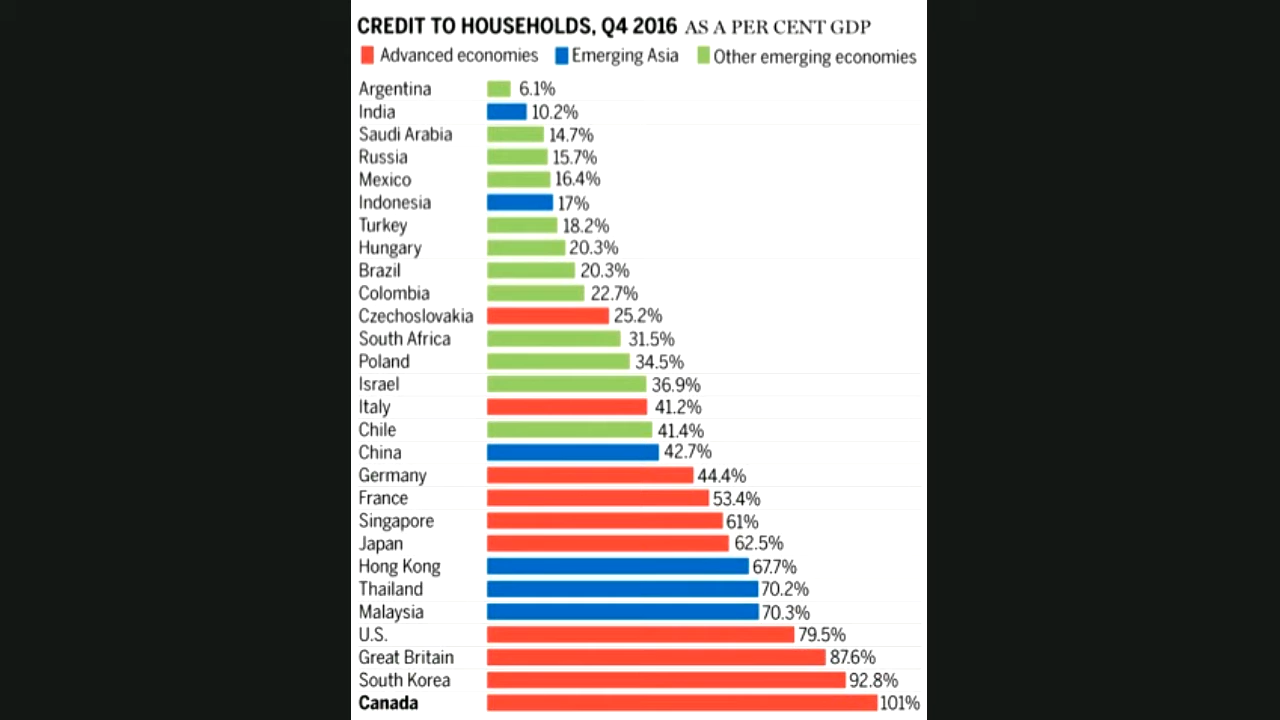 CREDIT TO HOUSEHOLDS, Q4 2016 AS A PER CENT GDP
Advanced economies Emerging Asia Other emerging economies
Argentina 6.1%
India 10.2%
Saudi Arabia 14.7%
Russia 15.7%
Mexico 16.4%
Indonesia 17%
Turkey 18.2%
Hungary 20.3%
Brazil 20.3%
Colombia 22.7%
Czechoslovakia 25.2%
South Africa 31.5%
Poland 34.5%
Israel 36.9%
Italy 41.2%
Chile 41.4%
China 42.7%
Germany 44.4%
France 53.4%
Singapore 61%
Japan 62.5%
Hong Kong 67.7%
Thailand 70.2%
Malaysia 70.3%
U.S. 79.5%
Great Britain 87.6%
South Korea 92.8%
Canada 101%